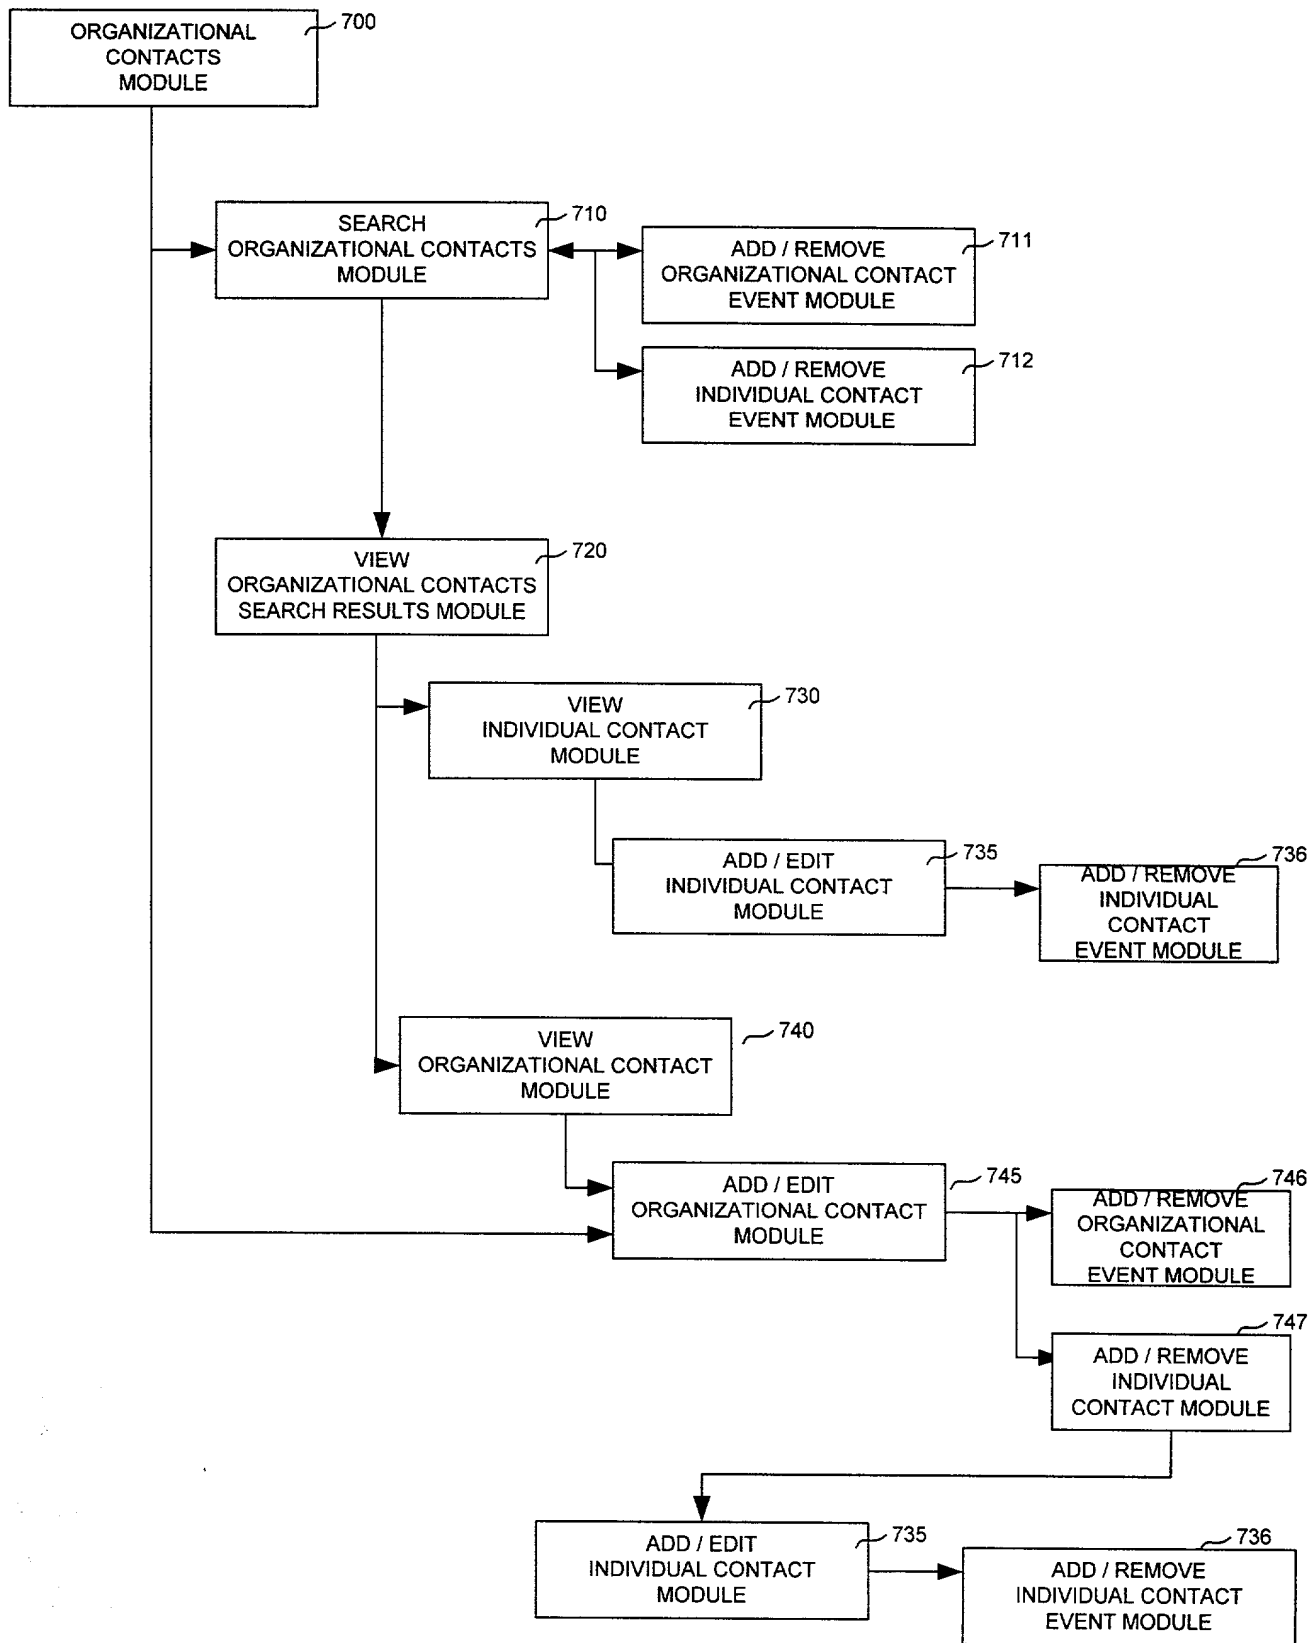 ORGANIZATIONAL
CONTACTS
MODULE
700
SEARCH
ORGANIZATIONAL CONTACTS
MODULE
710
ADD / REMOVE
ORGANIZATIONAL CONTACT
EVENT MODULE
711
ADD / REMOVE
INDIVIDUAL CONTACT
EVENT MODULE
712
VIEW
ORGANIZATIONAL CONTACTS
SEARCH RESULTS MODULE
720
VIEW
INDIVIDUAL CONTACT
MODULE
730
ADD / EDIT
INDIVIDUAL CONTACT
MODULE
735
736
ADD / REMOVE
INDIVIDUAL
CONTACT
EVENT MODULE
VIEW
ORGANIZATIONAL CONTACT
MODULE
740
ADD / EDIT
ORGANIZATIONAL CONTACT
MODULE
745
746
ADD / REMOVE
ORGANIZATIONAL
CONTACT
EVENT MODULE
747
ADD / REMOVE
INDIVIDUAL
CONTACT MODULE
ADD / EDIT
INDIVIDUAL CONTACT
MODULE
735
736
ADD / REMOVE
INDIVIDUAL CONTACT
EVENT MODULE